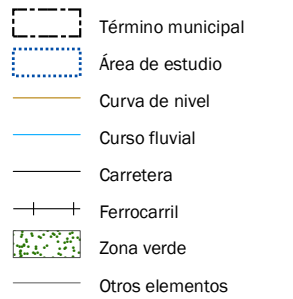 Término municipal
Área de estudio
Curva de nivel
Curso fluvial
Carretera
Ferrocarril
Zona verde
Otros elementos